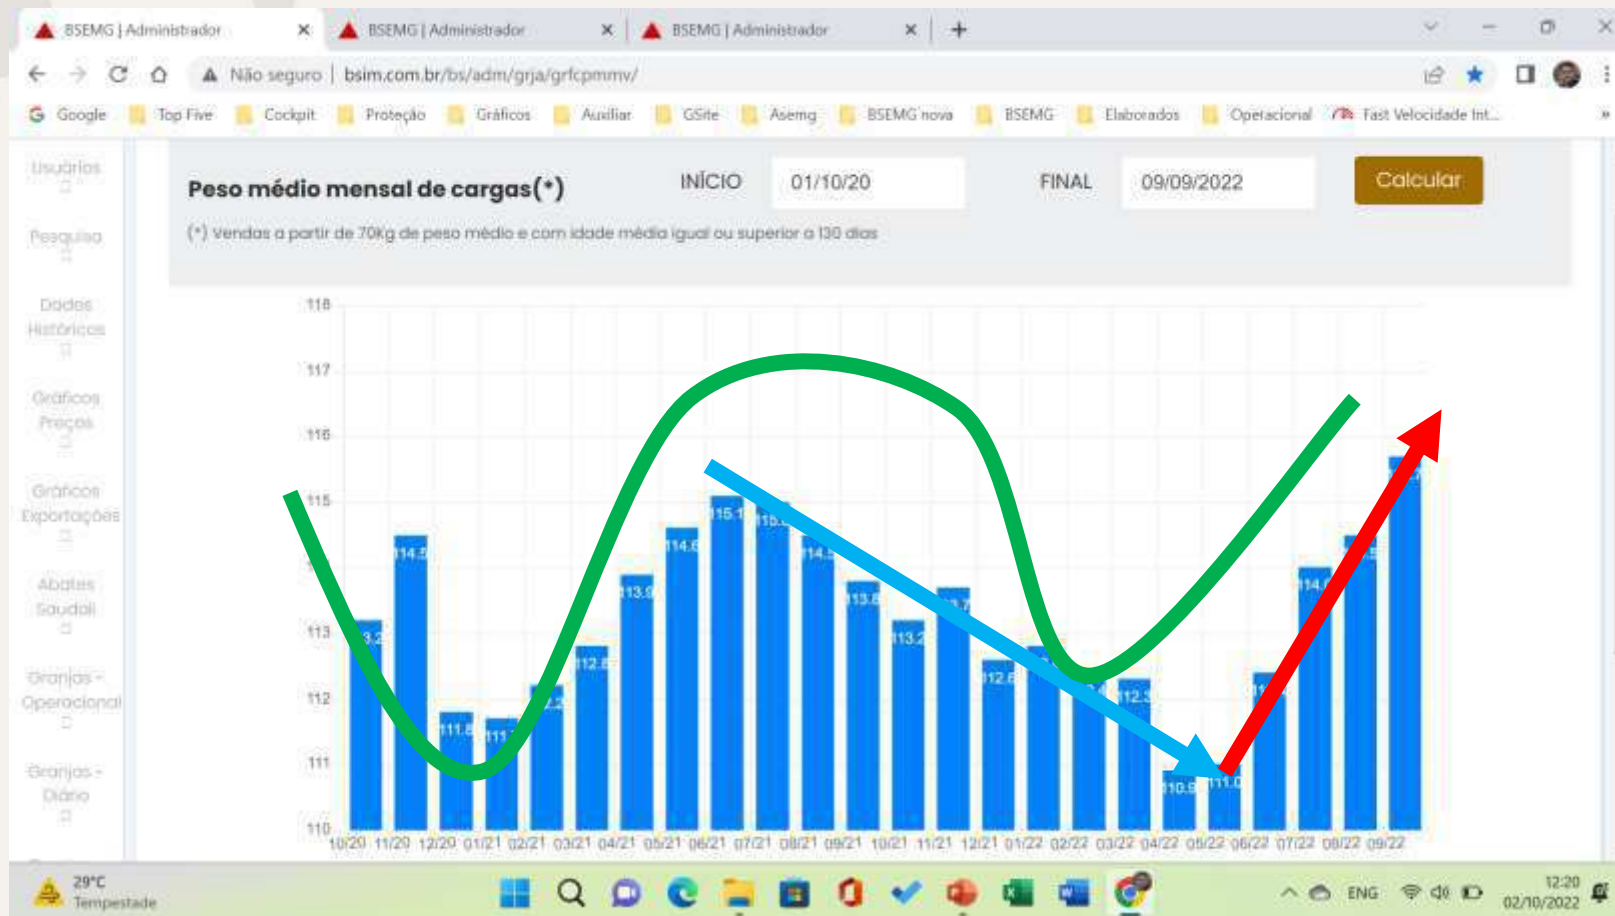 BSEMG | Administrador
BSEMG | Administrador
BSEMG | Administrador
Não seguro | bsim.com.br/bs/adm/grja/grfcpmmv/
Google Top Five Cockpit Proteção Gráficos Auxiliar GSite Asemg BSEMG nova BSEMG Elaborados Operacional Fast Velocidade Int...
Usuários
Pesquisa
Dados
Históricos
Gráficos
Preços
Gráficos
Exportações
Abates
Saudali
Granjas -
Operacional
Granjas -
Diário
Peso médio mensal de cargas(*) INÍCIO 01/10/20 FINAL 09/09/2022 Calcular
(*) Vendas a partir de 70Kg de peso médio e com idade média igual ou superior a 130 dias
118
117
116
115
113
112
111
110
114.5
111.8
112.8
113.9
114.6
115.1
113.8
113.2
112.3
110.9
111.0
10/20 11/20 12/20 01/21 02/21 03/21 04/21 05/21 06/21 07/21 08/21 09/21 10/21 11/21 12/21 01/22 02/22 03/22 04/22 05/22 06/22 07/22 08/22 09/22
29°C
Tempestade
ENG
12:20
02/10/2022